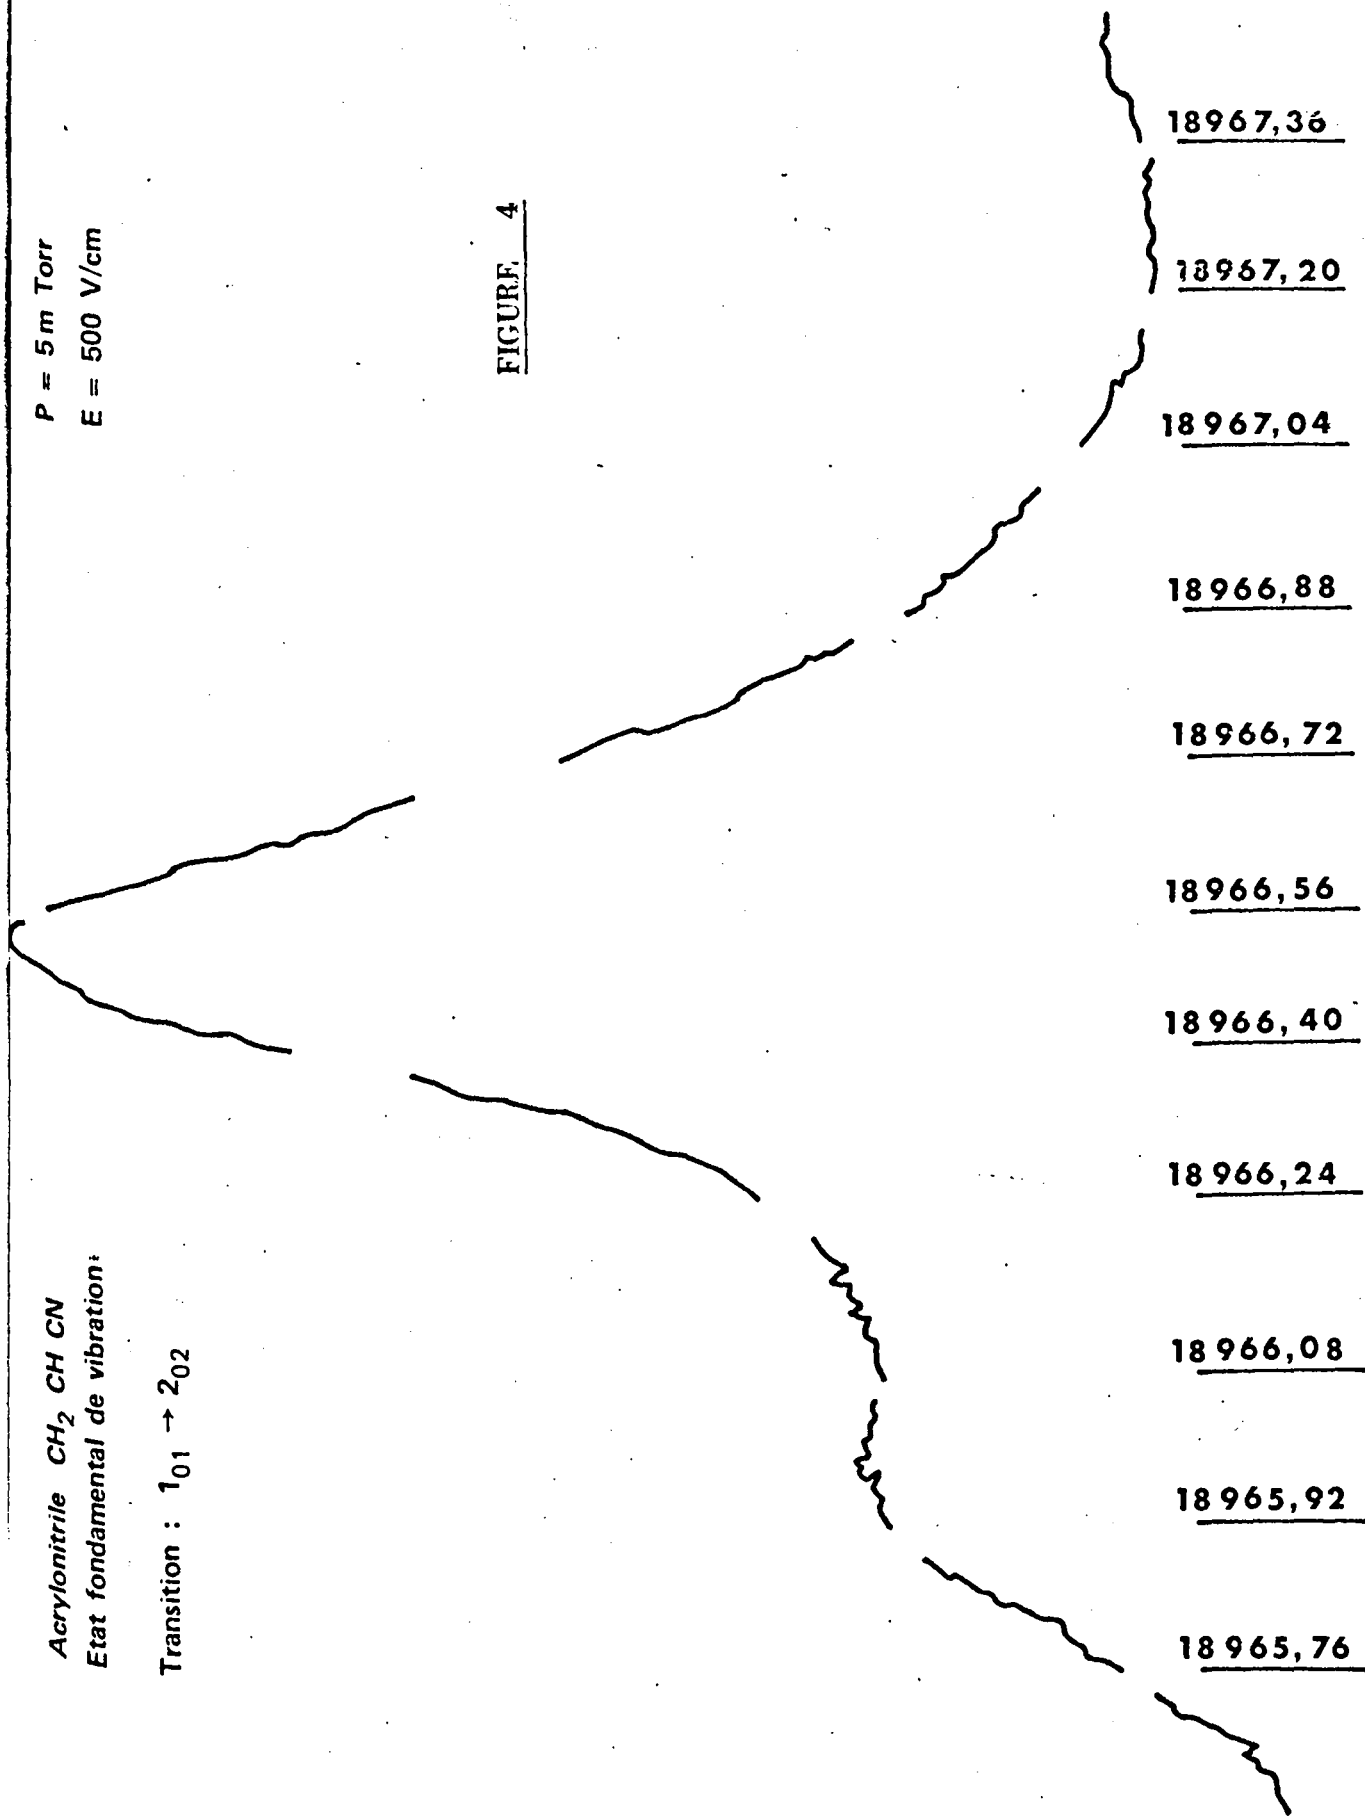 Acrylonitrile CH2 CH CN
Etat fondamental de vibration:
Transition : 1₀₁ → 2₀₂
P = 5m Torr
E = 500 V/cm
FIGURE 4
18967,36
18967,20
18967,04
18966,88
18966,72
18966,56
18966,40
18966,24
18966,08
18965,92
18965,76